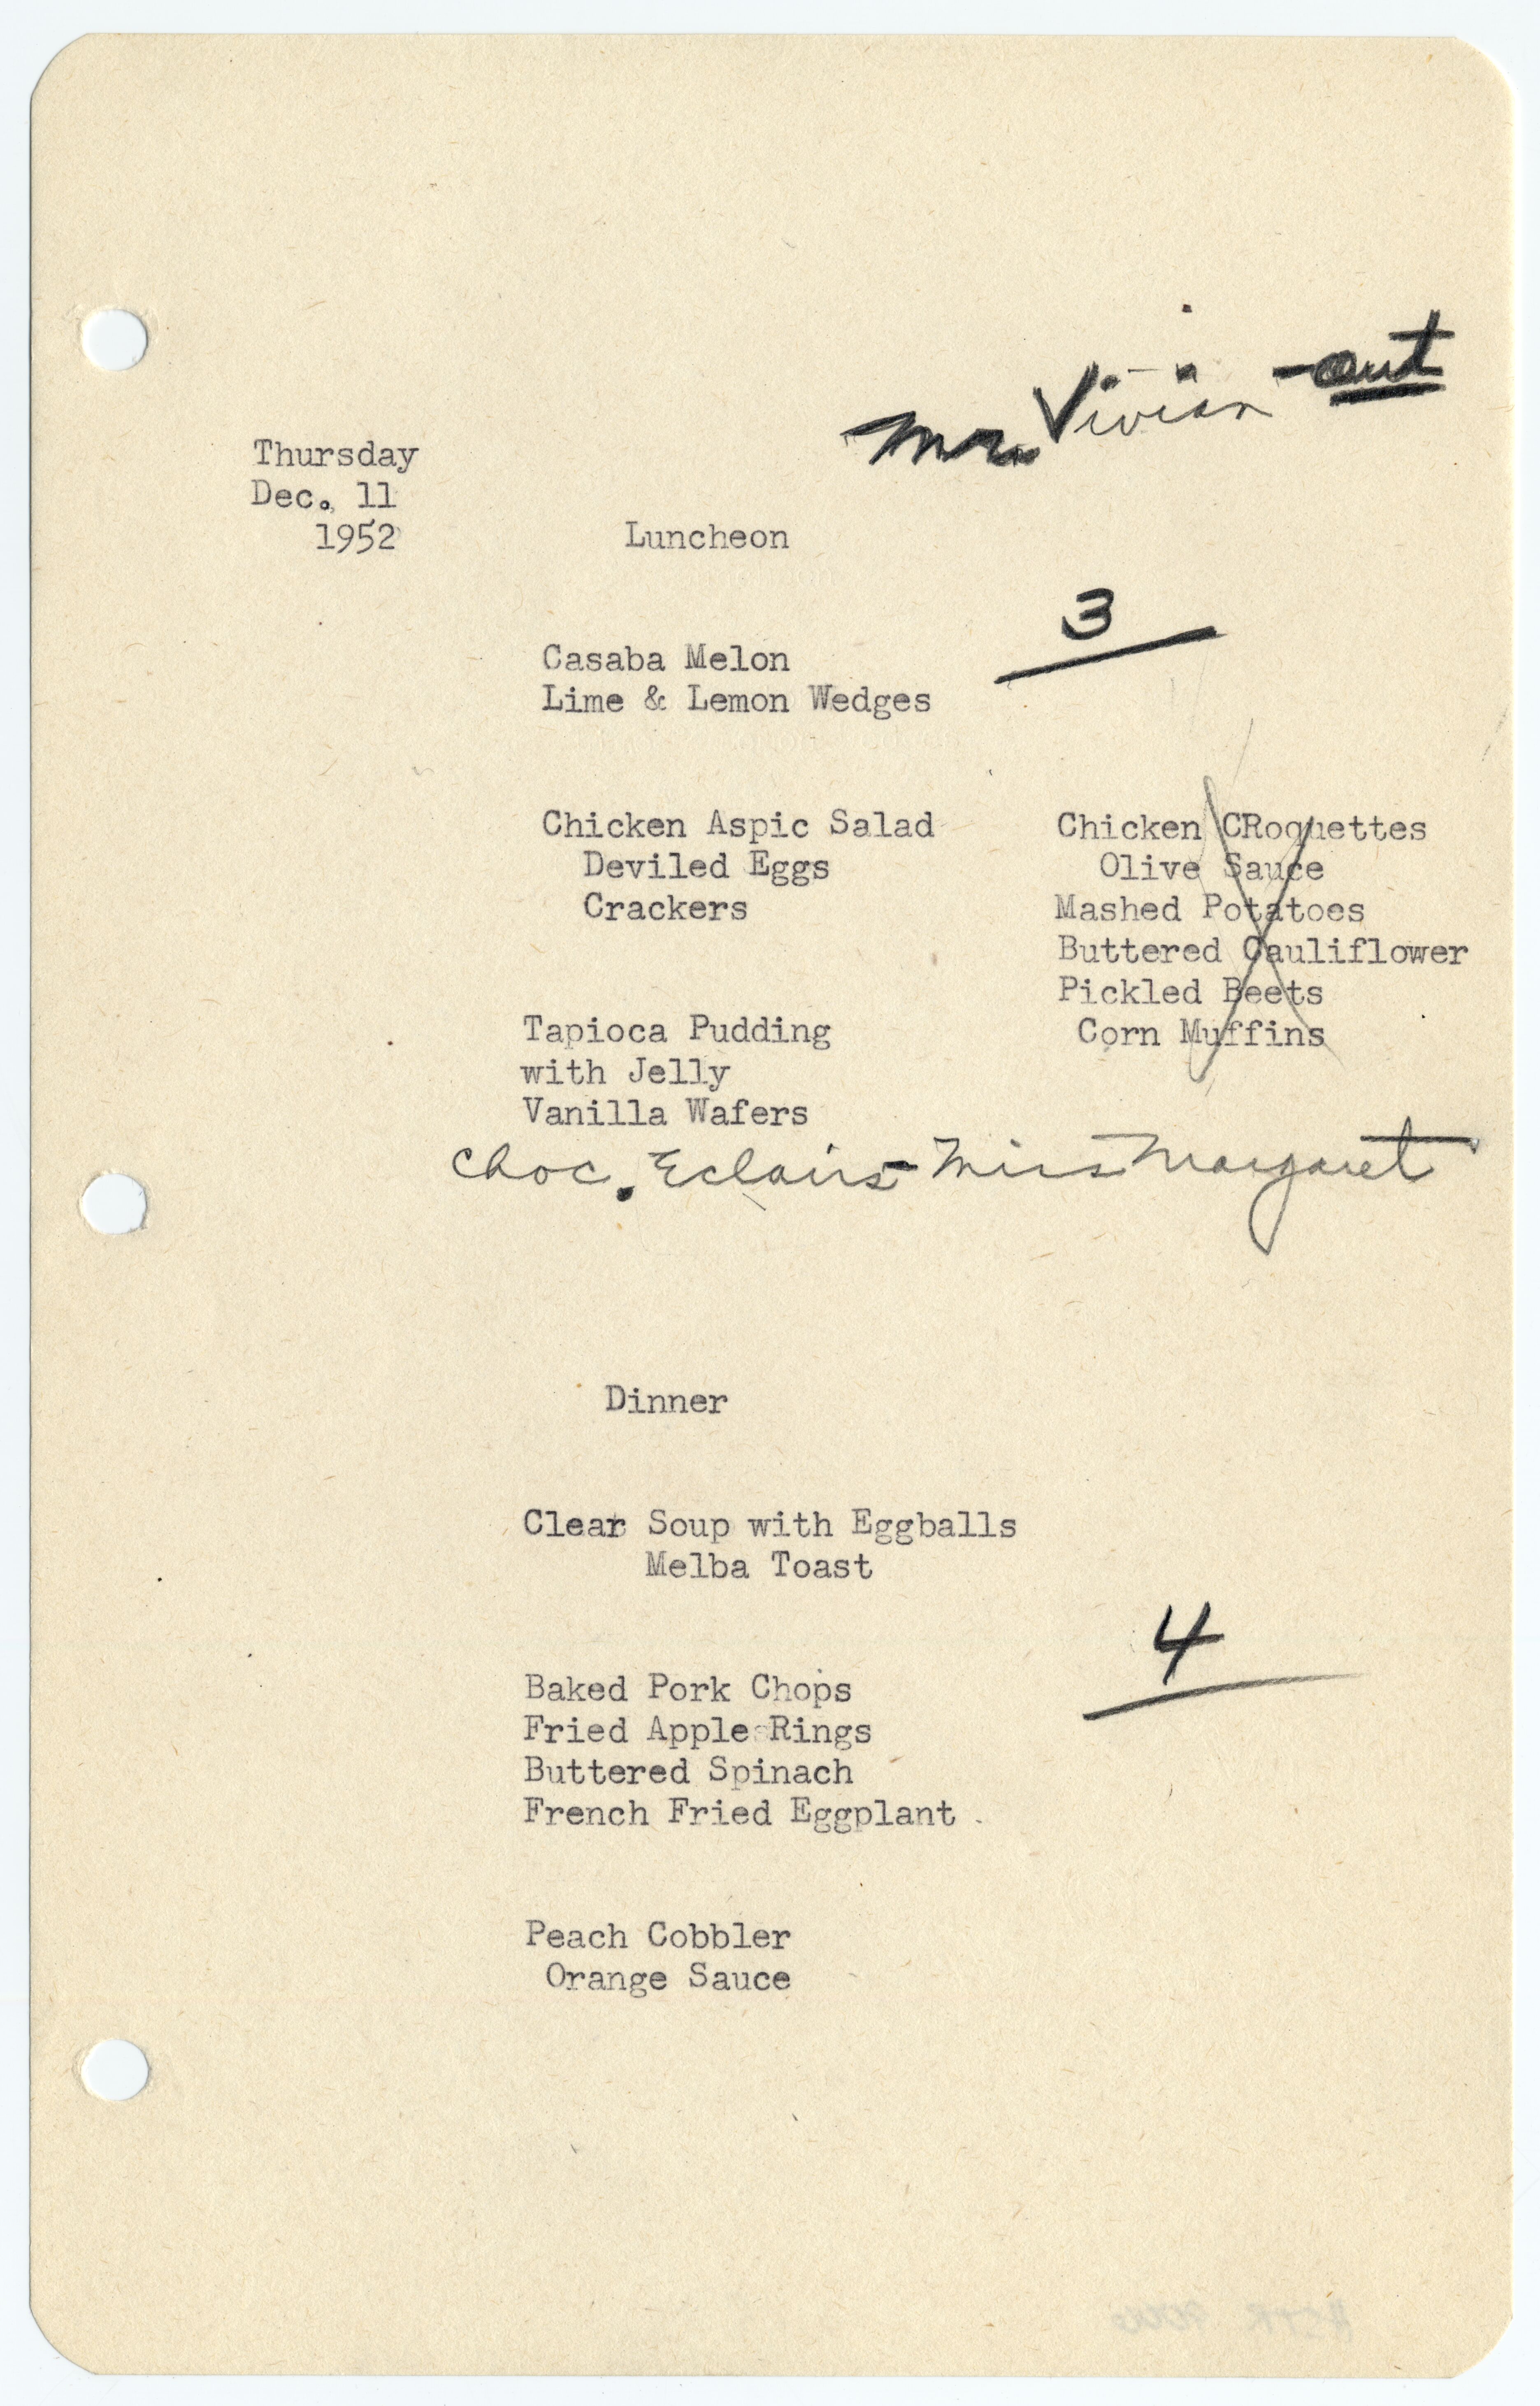 Mr. Vivian - out
Thursday
Dec. 11
1952
Luncheon
3
Casaba Melon
Lime & Lemon Wedges
Chicken Aspic Salad
Deviled Eggs
Crackers
Chicken CRoquettes
Olive Sauce
Mashed Potatoes
Buttered Cauliflower
Pickled Beets
Corn Muffins
Tapioca Pudding
with Jelly
Vanilla Wafers
Choc. Eclairs - Miss Margaret
Dinner
Clear Soup with Eggballs
Melba Toast
4
Baked Pork Chops
Fried Apple Rings
Buttered Spinach
French Fried Eggplant
Peach Cobbler
Orange Sauce